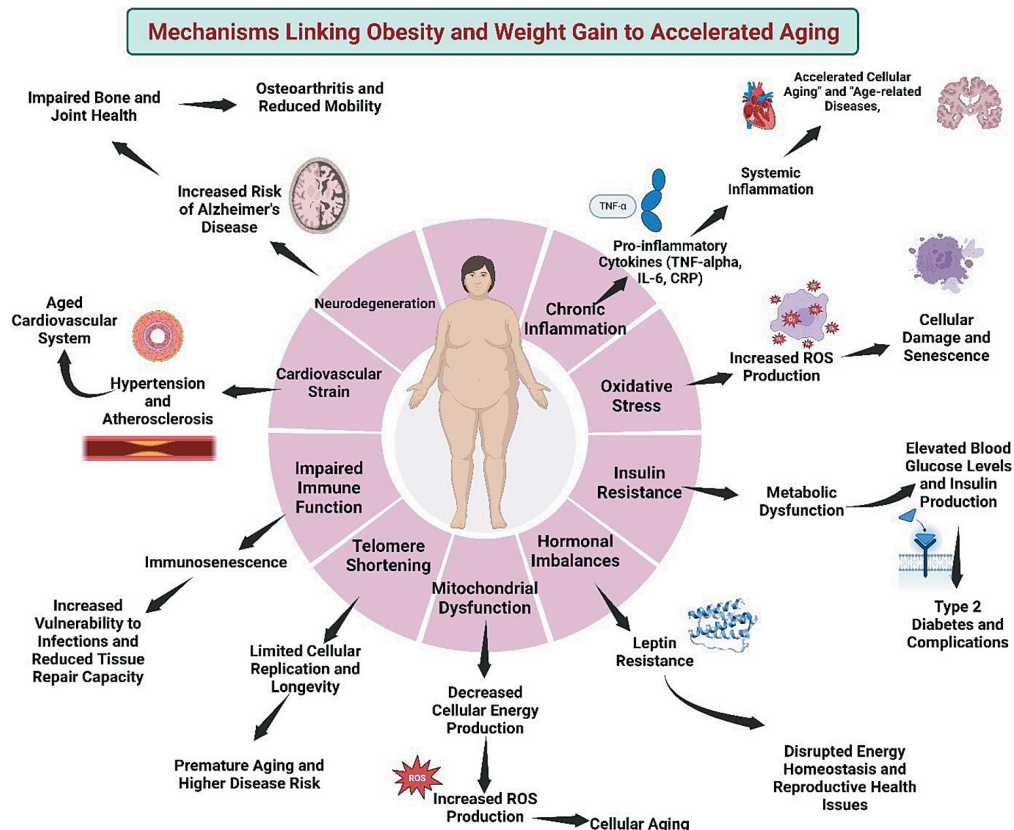 Mechanisms Linking Obesity and Weight Gain to Accelerated Aging
Impaired Bone and
Joint Health
Osteoarthritis and
Reduced Mobility
Increased Risk
of Alzheimer's
Disease
Neurodegeneration
Accelerated Cellular
Aging" and "Age-related
Diseases,
Systemic
Inflammation
TNF-α
Pro-inflammatory
Cytokines (TNF-alpha,
IL-6, CRP)
Chronic
Inflammation
Oxidative
Stress
Increased ROS
Production
O₂
Cellular
Damage and
Senescence
Insulin
Resistance
Metabolic
Dysfunction
Elevated Blood
Glucose Levels
and Insulin
Production
Type 2
Diabetes and
Complications
Hormonal
Imbalances
Leptin
Resistance
Disrupted Energy
Homeostasis and
Reproductive Health
Issues
Mitochondrial
Dysfunction
Decreased
Cellular Energy
Production
ROS
Increased ROS
Production
Cellular Aging
Telomere
Shortening
Limited Cellular
Replication and
Longevity
Premature Aging and
Higher Disease Risk
Impaired
Immune
Function
Immunosenescence
Increased
Vulnerability to
Infections and
Reduced Tissue
Repair Capacity
Cardiovascular
Strain
Hypertension
and
Atherosclerosis
Aged
Cardiovascular
System